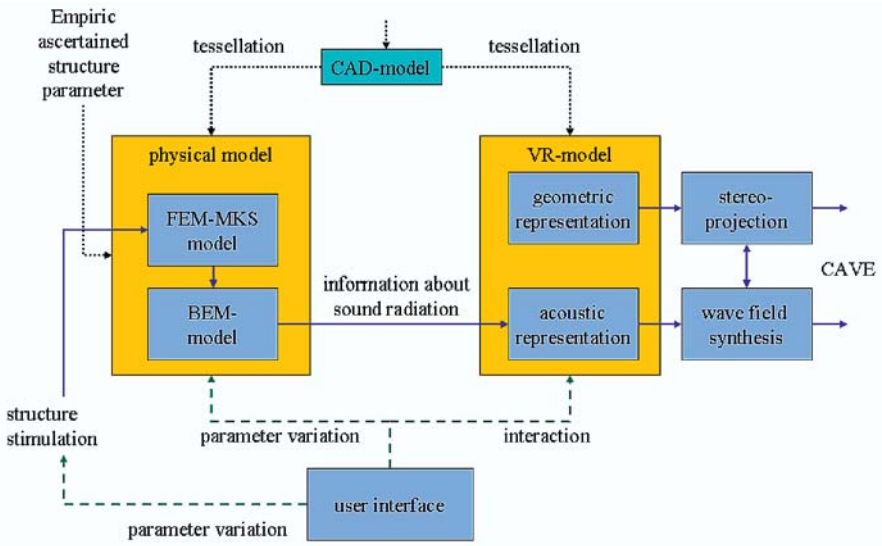 Empiric
ascertained
structure
parameter
tessellation
tessellation
CAD-model
physical model
VR-model
FEM-MKS
model
geometric
representation
stereo-
projection
BEM-
model
information about
sound radiation
acoustic
representation
wave field
synthesis
CAVE
structure
stimulation
parameter variation
interaction
user interface
parameter variation